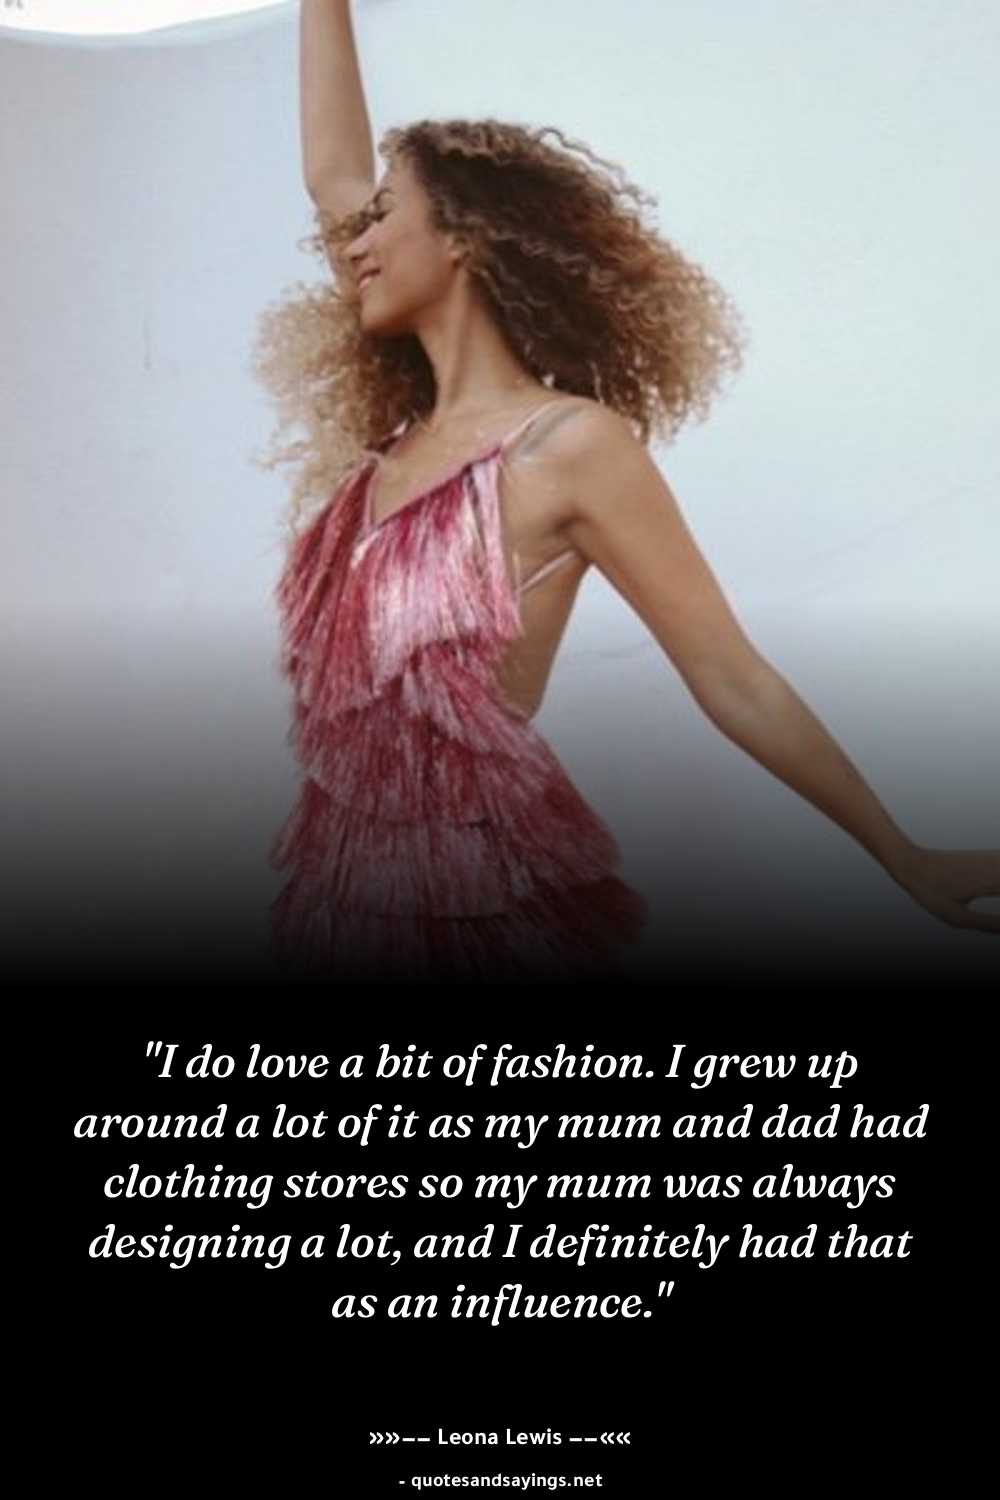 "I do love a bit of fashion. I grew up
around a lot of it as my mum and dad had
clothing stores so my mum was always
designing a lot, and I definitely had that
as an influence."
»»−− Leona Lewis −−««
- quotesandsayings.net